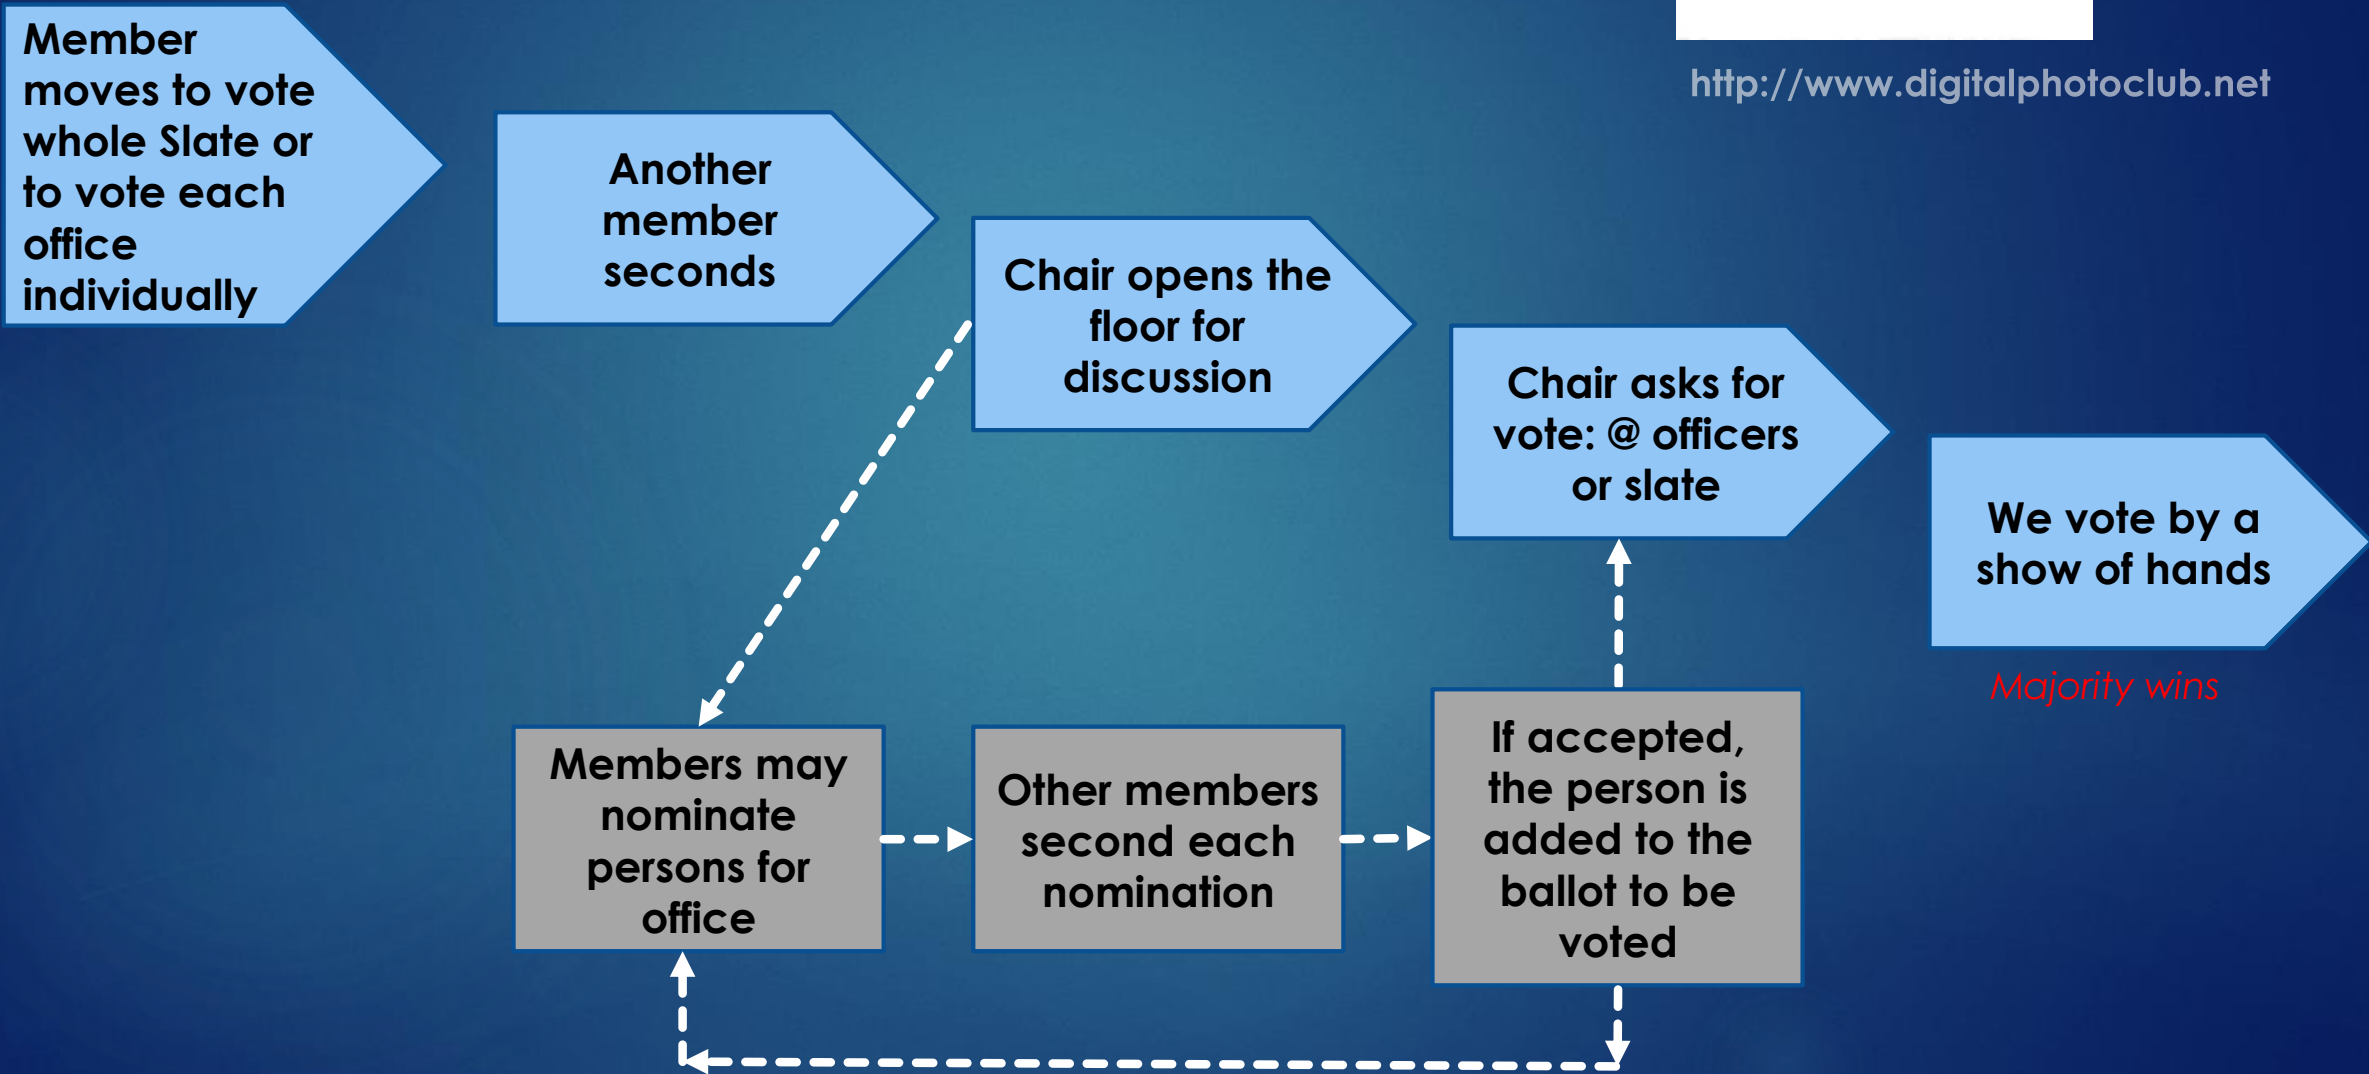 Member
moves to vote
whole Slate or
to vote each
office
individually
http://www.digitalphotoclub.net
Another
member
seconds
Chair opens the
floor for
discussion
Chair asks for
vote: @ officers
or slate
We vote by a
show of hands
Majority wins
Members may
nominate
persons for
office
Other members
second each
nomination
If accepted,
the person is
added to the
ballot to be
voted